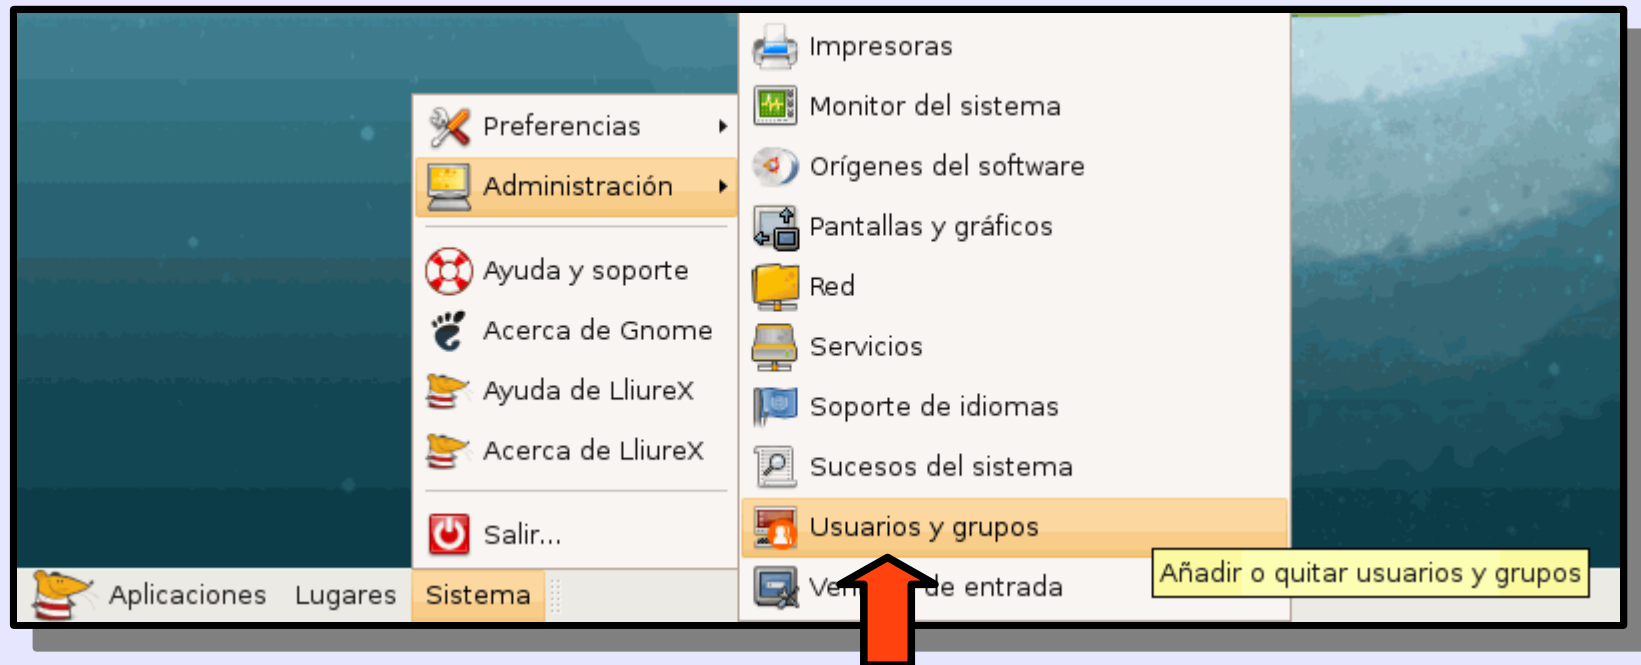 Impresoras
Monitor del sistema
Orígenes del software
Pantallas y gráficos
Red
Servicios
Soporte de idiomas
Sucesos del sistema
Usuarios y grupos
de entrada
Añadir o quitar usuarios y grupos
Preferencias
Administración
Ayuda y soporte
Acerca de Gnome
Ayuda de LliureX
Acerca de LliureX
Salir...
Aplicaciones Lugares Sistema